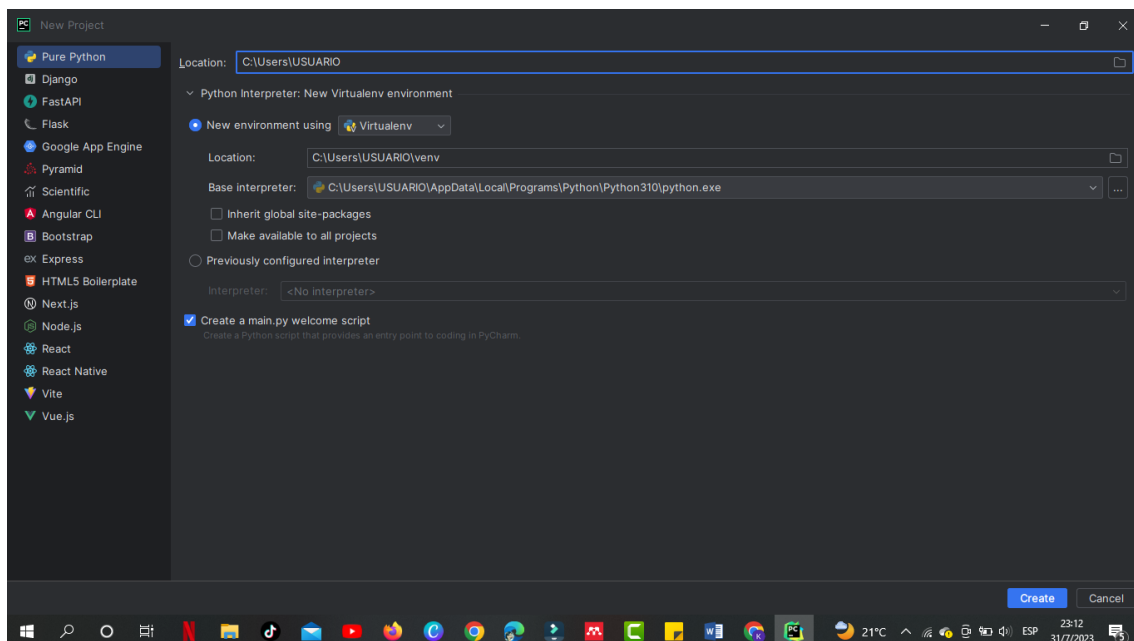 New Project
Pure Python
Django
FastAPI
Flask
Google App Engine
Pyramid
Scientific
Angular CLI
Bootstrap
ex Express
HTML5 Boilerplate
Next.js
Node.js
React
React Native
Vite
Vue.js
Location: C:\Users\USUARIO
Python Interpreter: New Virtualenv environment
New environment using Virtualenv
Location: C:\Users\USUARIO\venv
Base interpreter: C:\Users\USUARIO\AppData\Local\Programs\Python\Python310\python.exe
Inherit global site-packages
Make available to all projects
Previously configured interpreter
Interpreter: <No interpreter>
Create a main.py welcome script
Create a Python script that provides an entry point to coding in PyCharm.
Create Cancel
21°C ESP 23:12
31/7/2023